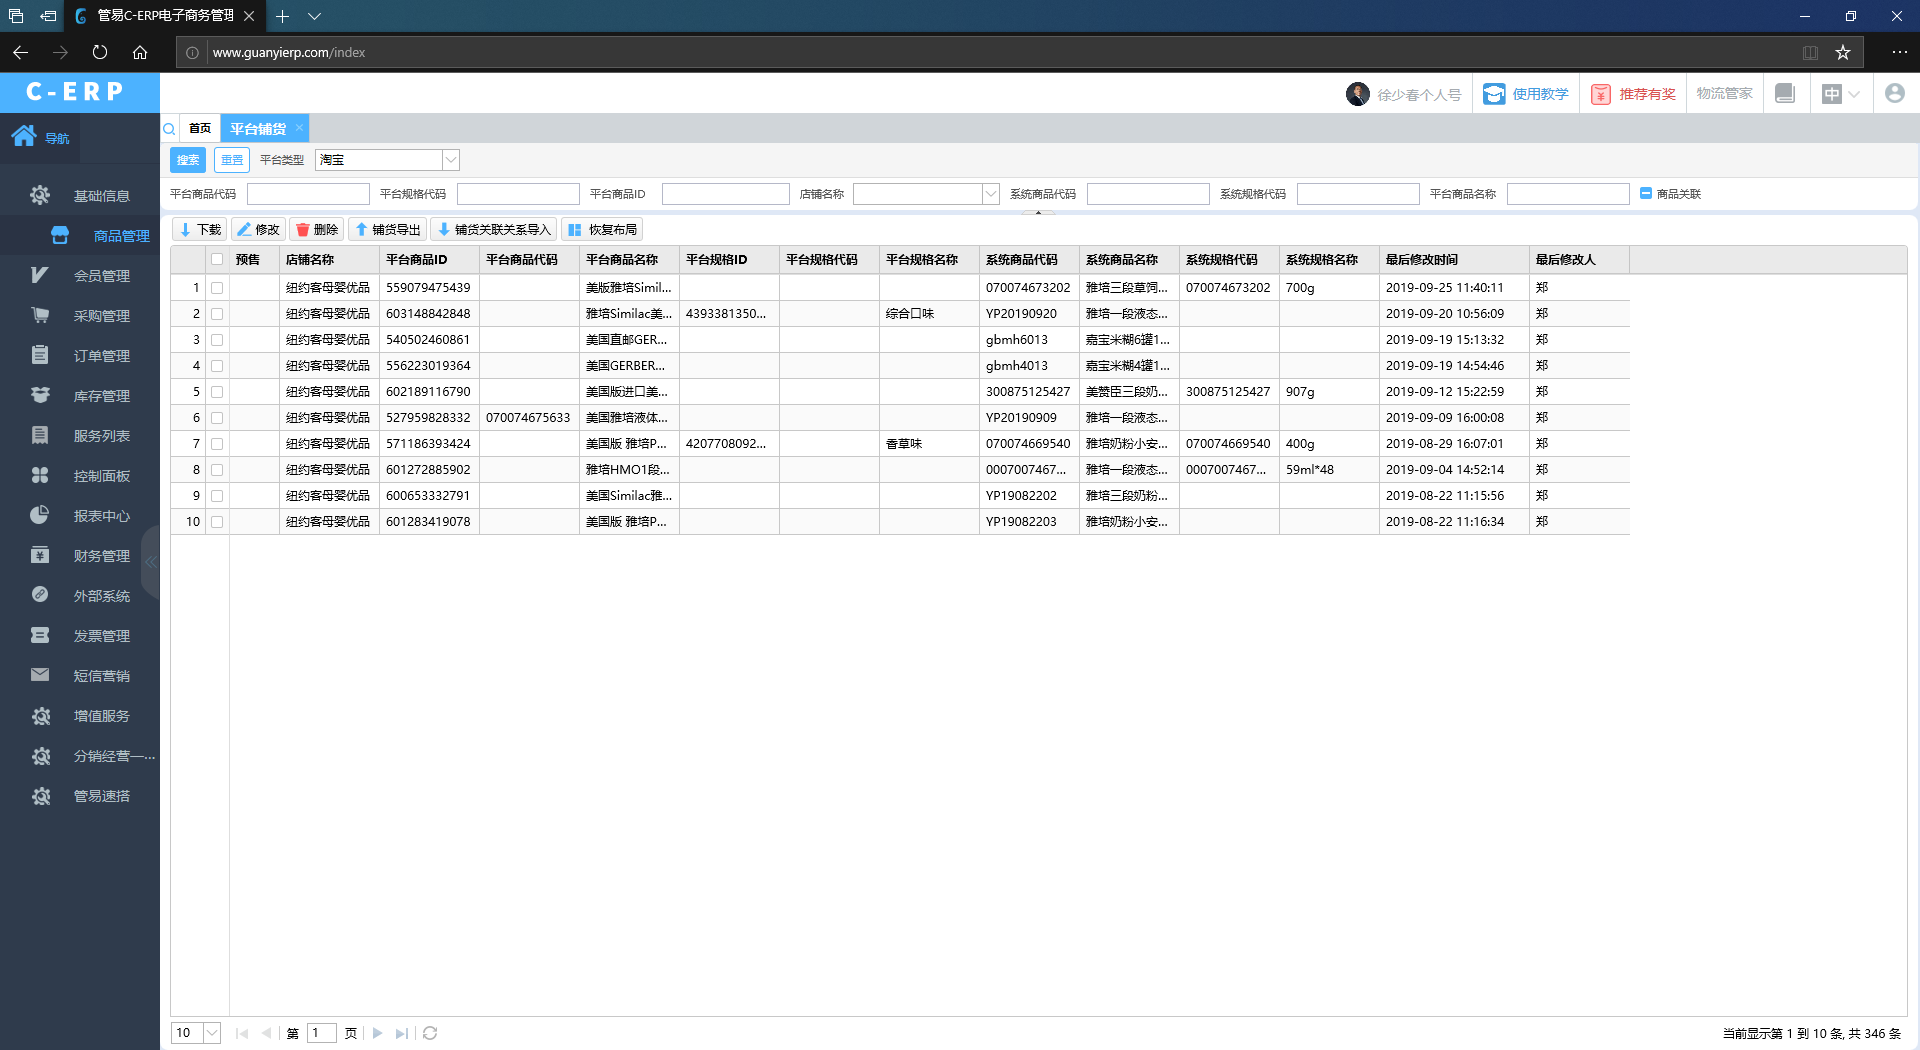 管易C-ERP电子商务管理
www.guanyierp.com/index
C-ERP
徐少春个人号
使用教学
推荐有奖
物流管家
中
导航
首页
平台铺货
搜索 重置 平台类型 淘宝
平台商品代码 平台规格代码 平台商品ID 店铺名称 系统商品代码 系统规格代码 平台商品名称 商品关联
下载 修改 删除 铺货导出 铺货关联关系导入 恢复布局
基础信息
商品管理
会员管理
采购管理
订单管理
库存管理
服务列表
控制面板
报表中心
财务管理
外部系统
发票管理
短信营销
增值服务
分销经营一...
管易速搭
预售 店铺名称 平台商品ID 平台商品代码 平台商品名称 平台规格ID 平台规格代码 平台规格名称 系统商品代码 系统商品名称 系统规格代码 系统规格名称 最后修改时间 最后修改人
1 纽约客母婴优品 559079475439 美版雅培Simil... 070074673202 雅培三段草饲... 070074673202 700g 2019-09-25 11:40:11 郑
2 纽约客母婴优品 603148842848 雅培Similac美... 4393381350... 综合口味 YP20190920 雅培一段液态... 2019-09-20 10:56:09 郑
3 纽约客母婴优品 540502460861 美国直邮GER... gbmh6013 嘉宝米糊6罐1... 2019-09-19 15:13:32 郑
4 纽约客母婴优品 556223019364 美国GERBER... gbmh4013 嘉宝米糊4罐1... 2019-09-19 14:54:46 郑
5 纽约客母婴优品 602189116790 美国版进口美... 300875125427 美赞臣三段奶... 300875125427 907g 2019-09-12 15:22:59 郑
6 纽约客母婴优品 527959828332 070074675633 美国雅培液体... YP20190909 雅培一段液态... 2019-09-09 16:00:08 郑
7 纽约客母婴优品 571186393424 美国版 雅培P... 4207708092... 香草味 070074669540 雅培奶粉小安... 070074669540 400g 2019-08-29 16:07:01 郑
8 纽约客母婴优品 601272885902 雅培HMO1段... 0007007467... 雅培一段液态... 0007007467... 59ml*48 2019-09-04 14:52:14 郑
9 纽约客母婴优品 600653332791 美国Similac雅... YP19082202 雅培三段奶粉... 2019-08-22 11:15:56 郑
10 纽约客母婴优品 601283419078 美国版 雅培P... YP19082203 雅培奶粉小安... 2019-08-22 11:16:34 郑
10 第 1 页
当前显示第 1 到 10 条, 共 346 条